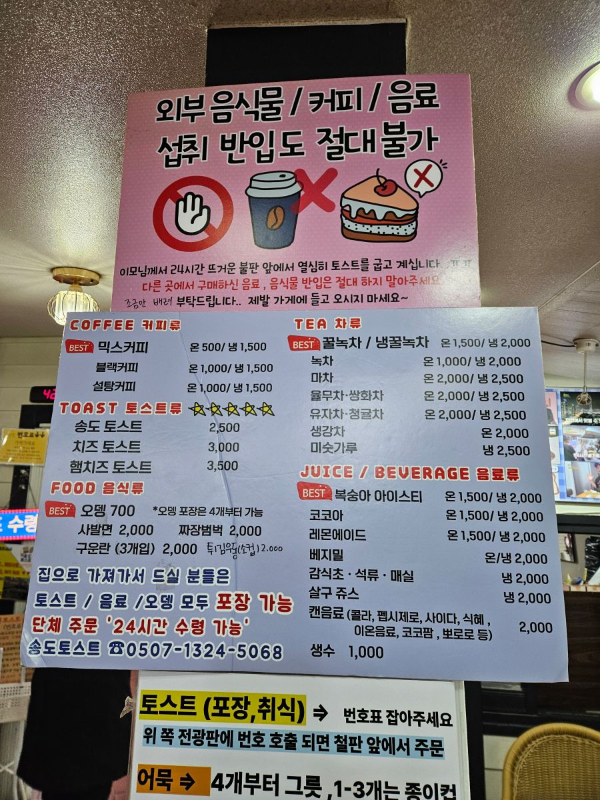 외부 음식물 / 커피 / 음료
섭취 반입도 절대 불가
이모님께서 24시간 뜨거운 불판 앞에서 열심히 토스트를 굽고 계십니다.
다른 곳에서 구매하신 음료, 음식물 반입은 절대 하지 말아주세요
조금만 배려 부탁드립니다.. 제발 가게에 들고 오지 마세요~
COFFEE 커피류
BEST 믹스커피 온 500/ 냉 1,500
블랙커피 온 1,000/ 냉 1,500
설탕커피 온 1,000/ 냉 1,500
TOAST 토스트류
송도 토스트 2,500
치즈 토스트 3,000
햄치즈 토스트 3,500
FOOD 음식류
BEST 오뎅 700 *오뎅 포장은 4개부터 가능
사발면 2,000 짜장범벅 2,000
구운란 (3개입) 2,000
집으로 가져가서 드실 분들은
토스트 / 음료 /오뎅 모두 포장 가능
단체 주문 '24시간 수령 가능'
송도토스트 ☎0507-1324-5068
TEA 차류
BEST 꿀녹차 / 냉꿀녹차 온 1,500/ 냉 2,000
녹차 온 1,000/ 냉 2,000
마차 온 2,000/ 냉 2,500
율무차·쌍화차 온 2,000/ 냉 2,500
유자차·청귤차 온 2,000/ 냉 2,500
생강차 온 2,000
미숫가루 냉 2,500
JUICE / BEVERAGE 음료류
BEST 복숭아 아이스티 온 1,500/ 냉 2,000
코코아 온 1,500/ 냉 2,000
레몬에이드 온 1,500/ 냉 2,000
베지밀 온/냉 2,000
감식초 · 석류 · 매실 냉 2,000
살구 쥬스 냉 2,000
캔음료 (콜라, 펩시제로, 사이다, 식혜,
이온음료, 코코팜, 뽀로로 등) 2,000
생수 1,000
토스트 (포장,취식) → 번호표 잡아주세요
위 쪽 전광판에 번호 호출 되면 철판 앞에서 주문
어묵 → 4개부터 그릇, 1-3개는 종이컵